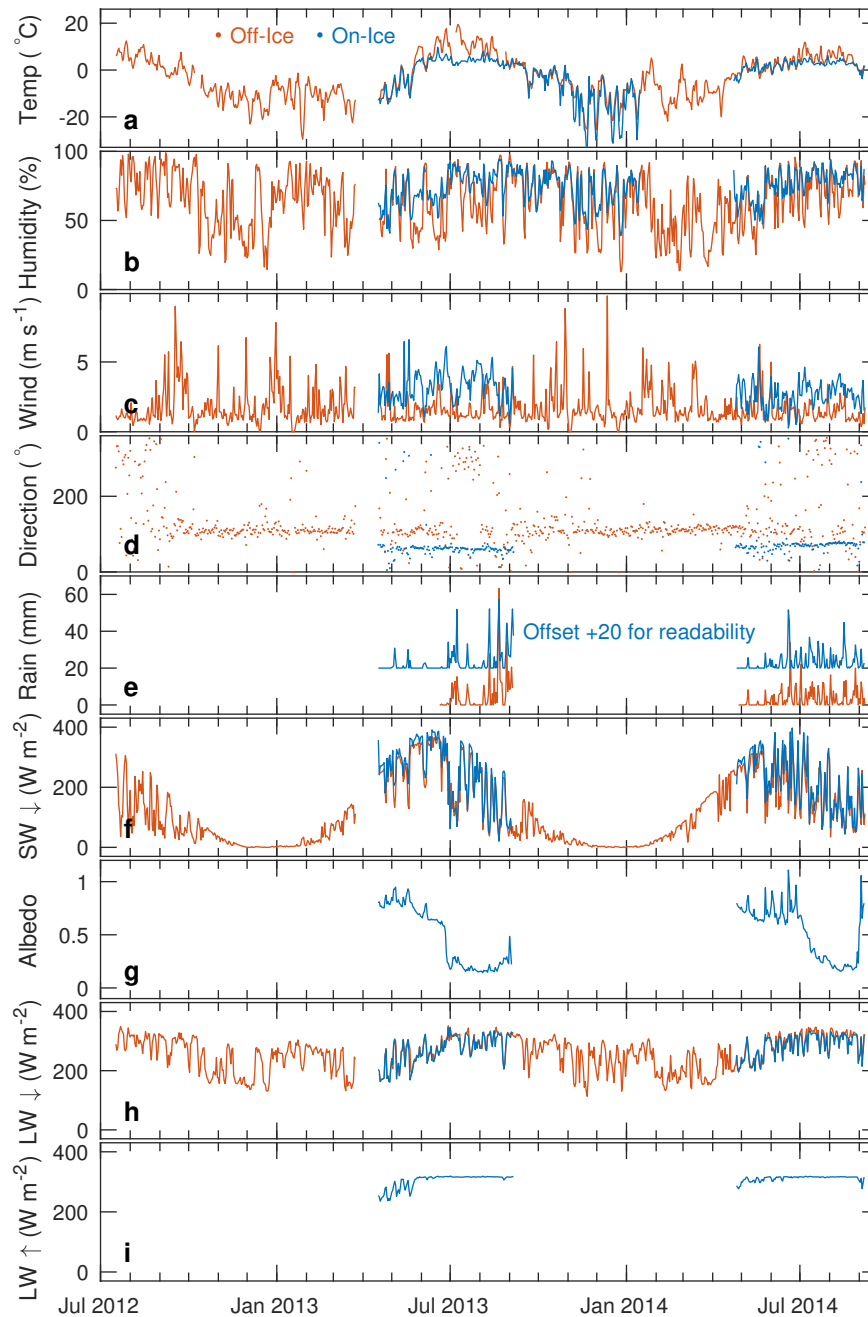 • Off-Ice • On-Ice
Temp (°C)
20
0
-20
a
Humidity (%)
100
50
0
b
Wind (m s⁻¹)
5
0
c
Direction (°)
200
0
d
Rain (mm)
60
40
20
0
Offset +20 for readability
e
SW ↓ (W m⁻²)
400
200
0
f
Albedo
1
0.5
0
g
LW ↓ (W m⁻²)
400
200
0
h
LW ↑ (W m⁻²)
400
200
0
i
Jul 2012 Jan 2013 Jul 2013 Jan 2014 Jul 2014